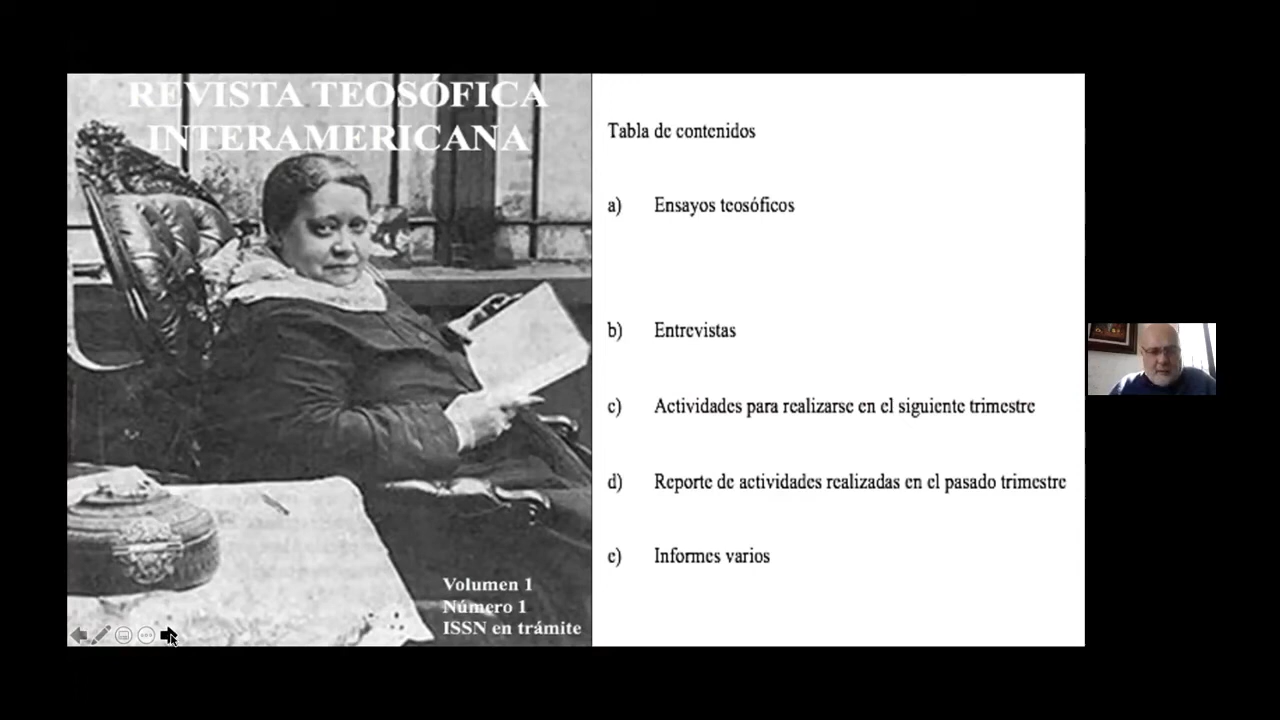 REVISTA TEOSÓFICA
INTERAMERICANA
Volumen 1
Número 1
ISSN en trámite
Tabla de contenidos
a) Ensayos teosóficos
b) Entrevistas
c) Actividades para realizarse en el siguiente trimestre
d) Reporte de actividades realizadas en el pasado trimestre
e) Informes varios